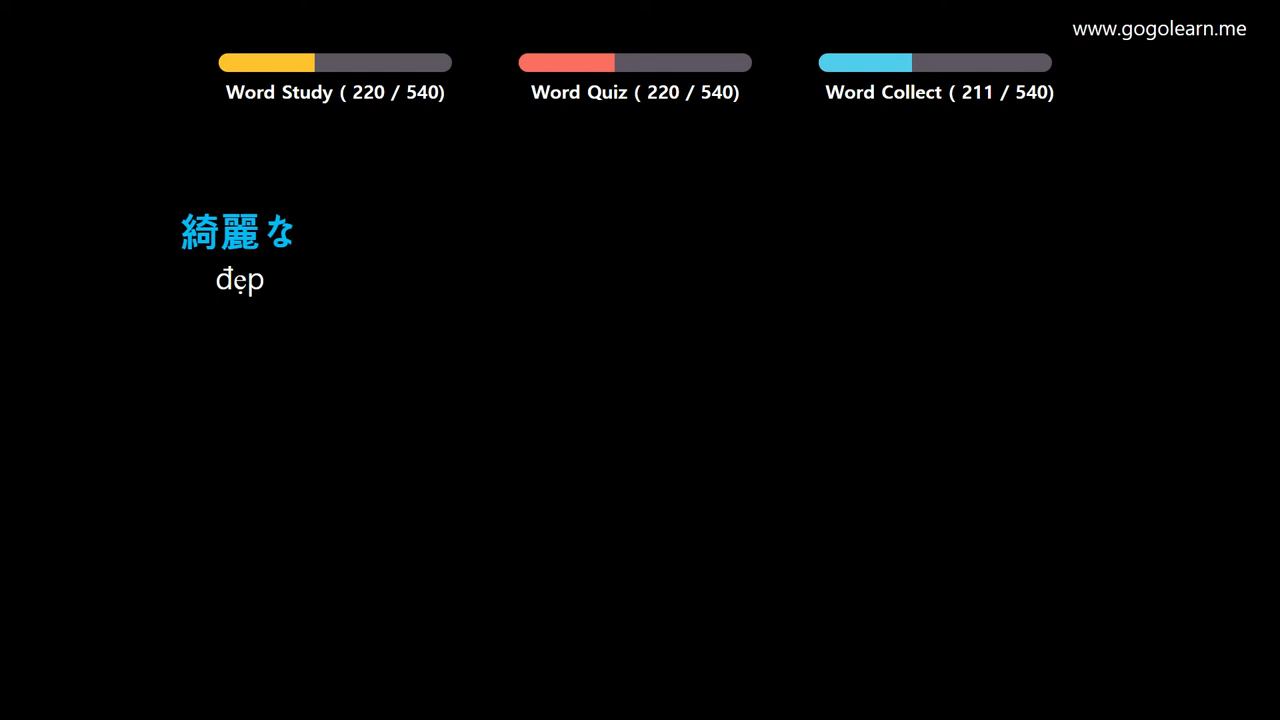 www.gogolearn.me
Word Study ( 220 / 540)
Word Quiz ( 220 / 540)
Word Collect ( 211 / 540)
綺麗な
đẹp